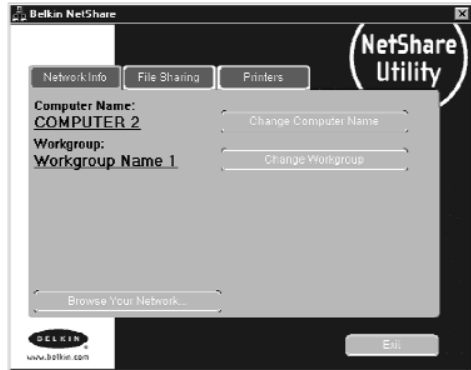 Belkin NetShare
NetShare
Utility
Network Info
File Sharing
Printers
Computer Name:
COMPUTER 2
Change Computer Name
Workgroup:
Workgroup Name 1
Change Workgroup
Browse Your Network...
BELKIN
www.belkin.com
Exit